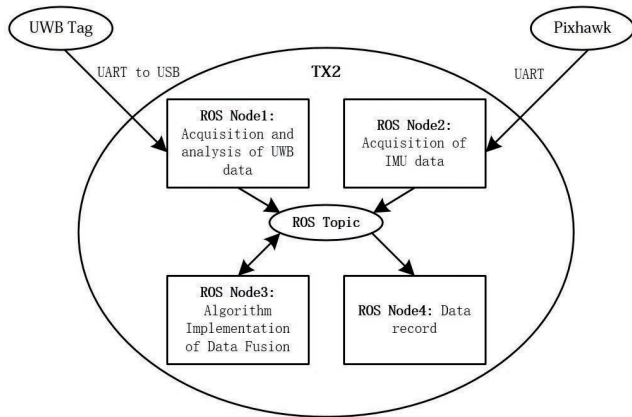 UWB Tag
Pixhawk
UART to USB
TX2
UART
ROS Node1:
Acquisition and
analysis of UWB
data
ROS Node2:
Acquisition of
IMU data
ROS Topic
ROS Node3:
Algorithm
Implementation
of Data Fusion
ROS Node4: Data
record